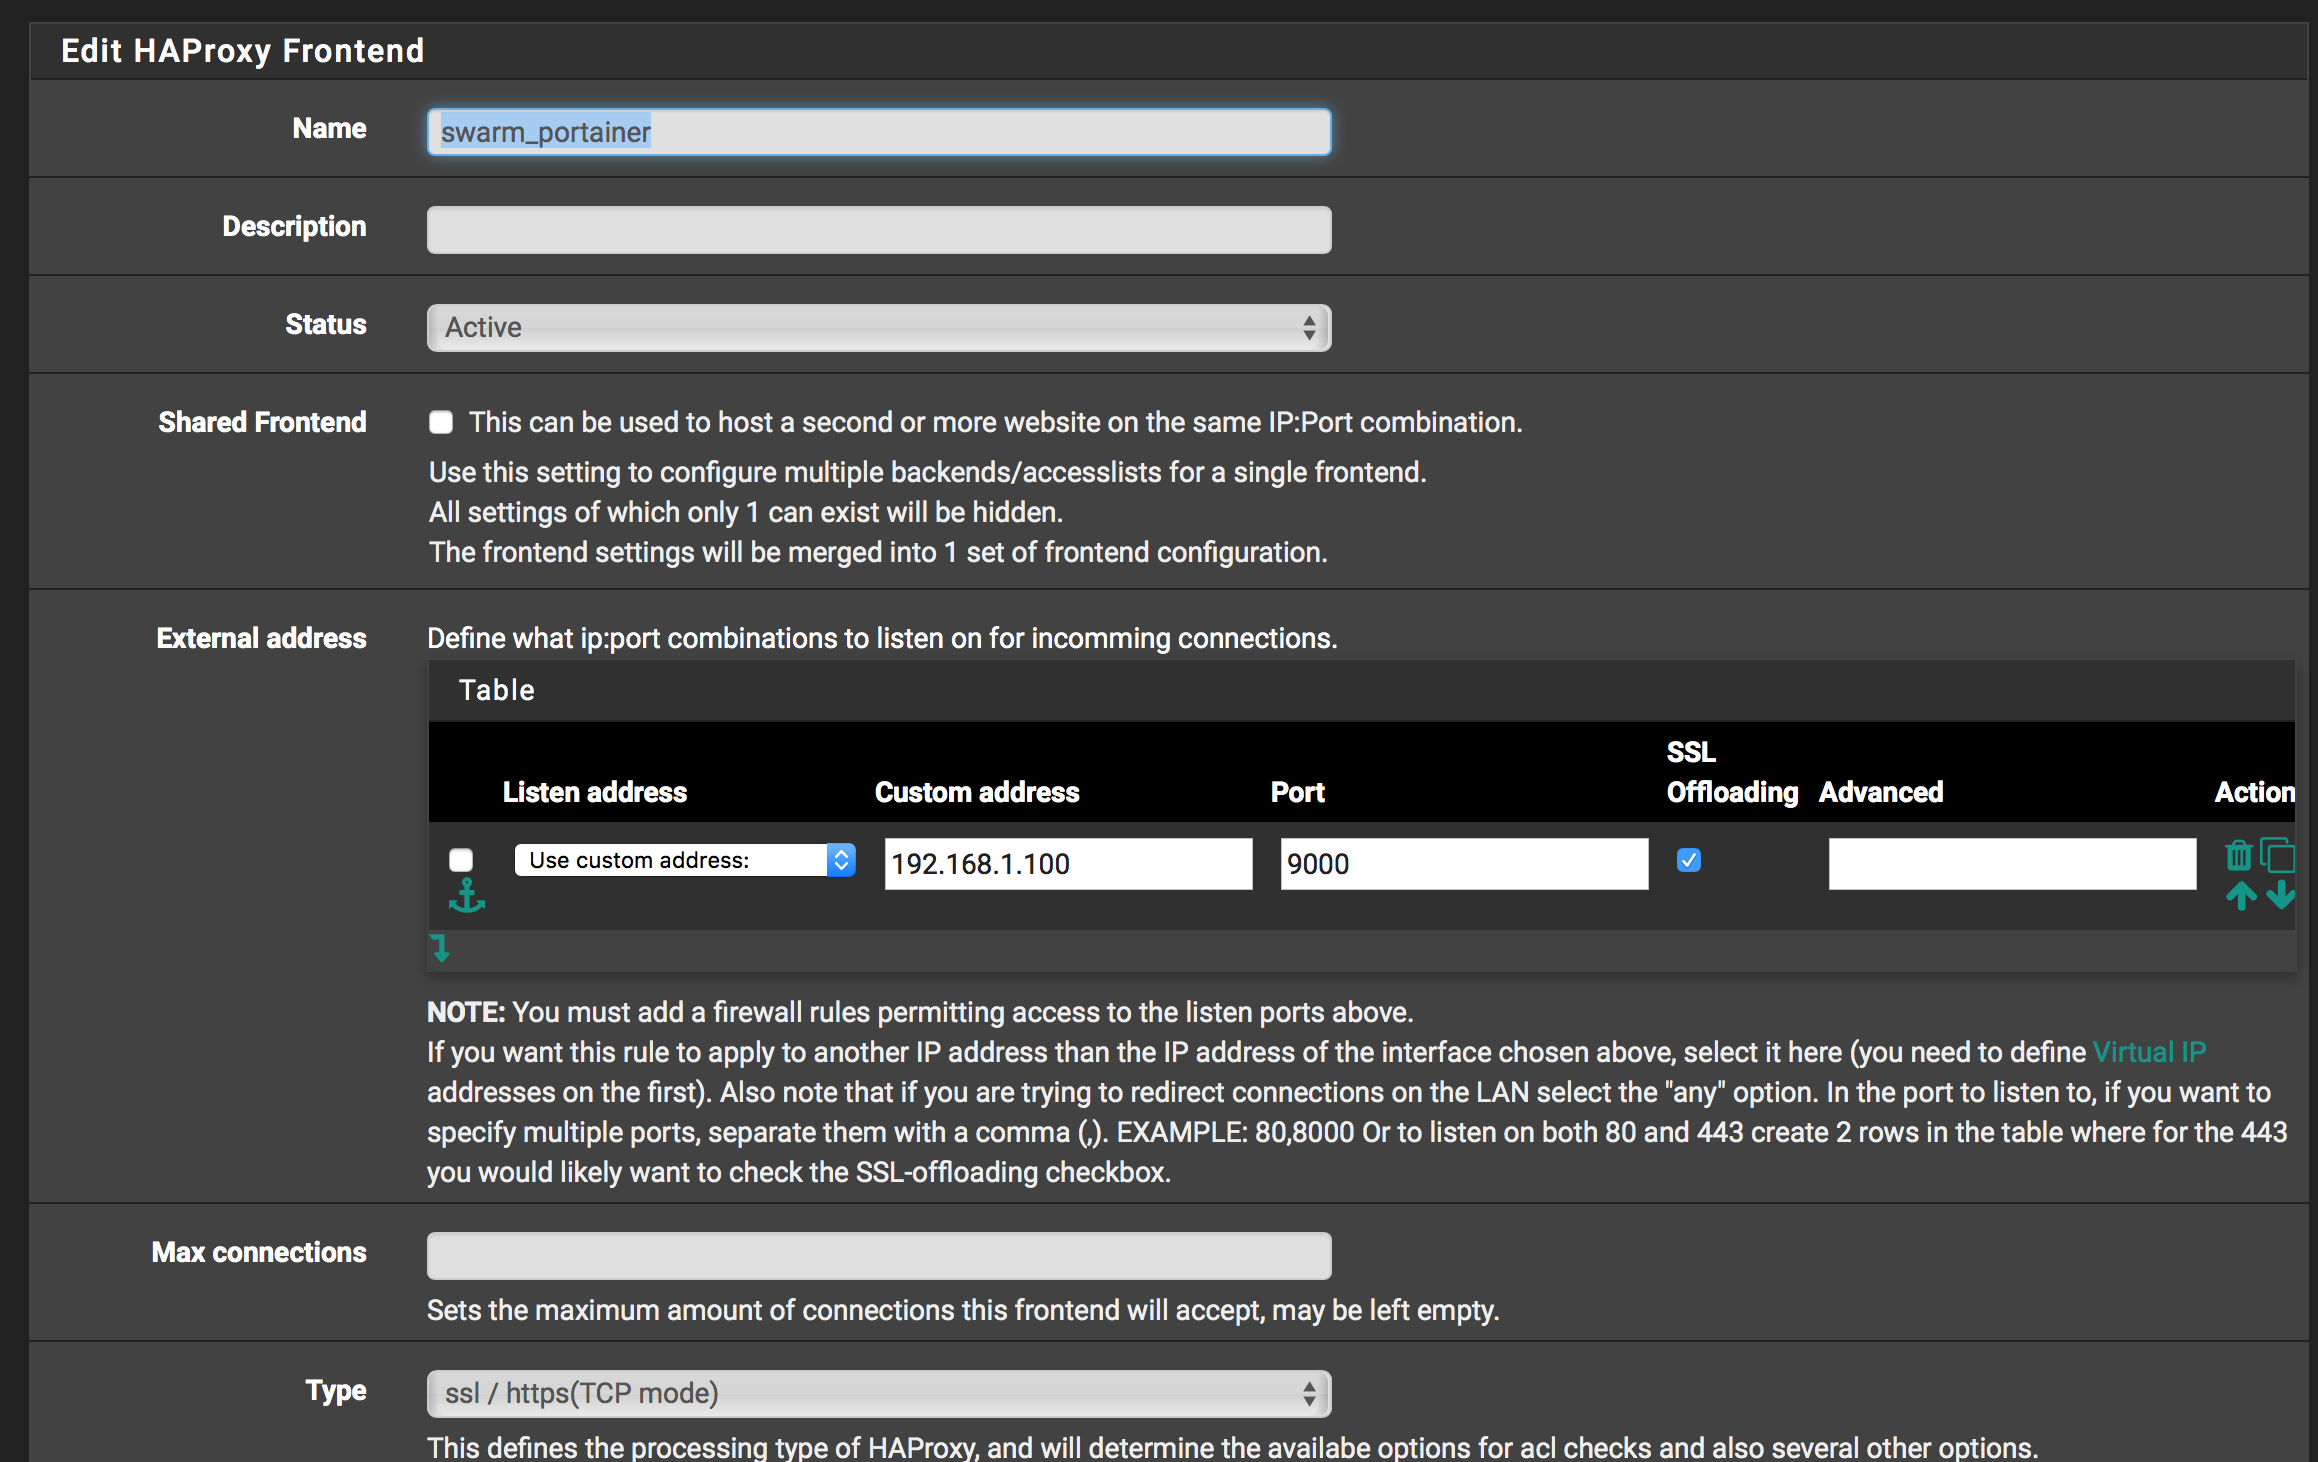 Edit HAProxy Frontend
Name
swarm_portainer
Description
Status
Active
Shared Frontend
This can be used to host a second or more website on the same IP:Port combination.
Use this setting to configure multiple backends/accesslists for a single frontend.
All settings of which only 1 can exist will be hidden.
The frontend settings will be merged into 1 set of frontend configuration.
External address
Define what ip:port combinations to listen on for incomming connections.
Table
Listen address Custom address Port SSL Offloading Advanced Action
Use custom address: 192.168.1.100 9000
NOTE: You must add a firewall rules permitting access to the listen ports above.
If you want this rule to apply to another IP address than the IP address of the interface chosen above, select it here (you need to define Virtual IP
addresses on the first). Also note that if you are trying to redirect connections on the LAN select the "any" option. In the port to listen to, if you want to
specify multiple ports, separate them with a comma (,). EXAMPLE: 80,8000 Or to listen on both 80 and 443 create 2 rows in the table where for the 443
you would likely want to check the SSL-offloading checkbox.
Max connections
Sets the maximum amount of connections this frontend will accept, may be left empty.
Type
ssl / https(TCP mode)
This defines the processing type of HAProxy, and will determine the availabe options for acl checks and also several other options.